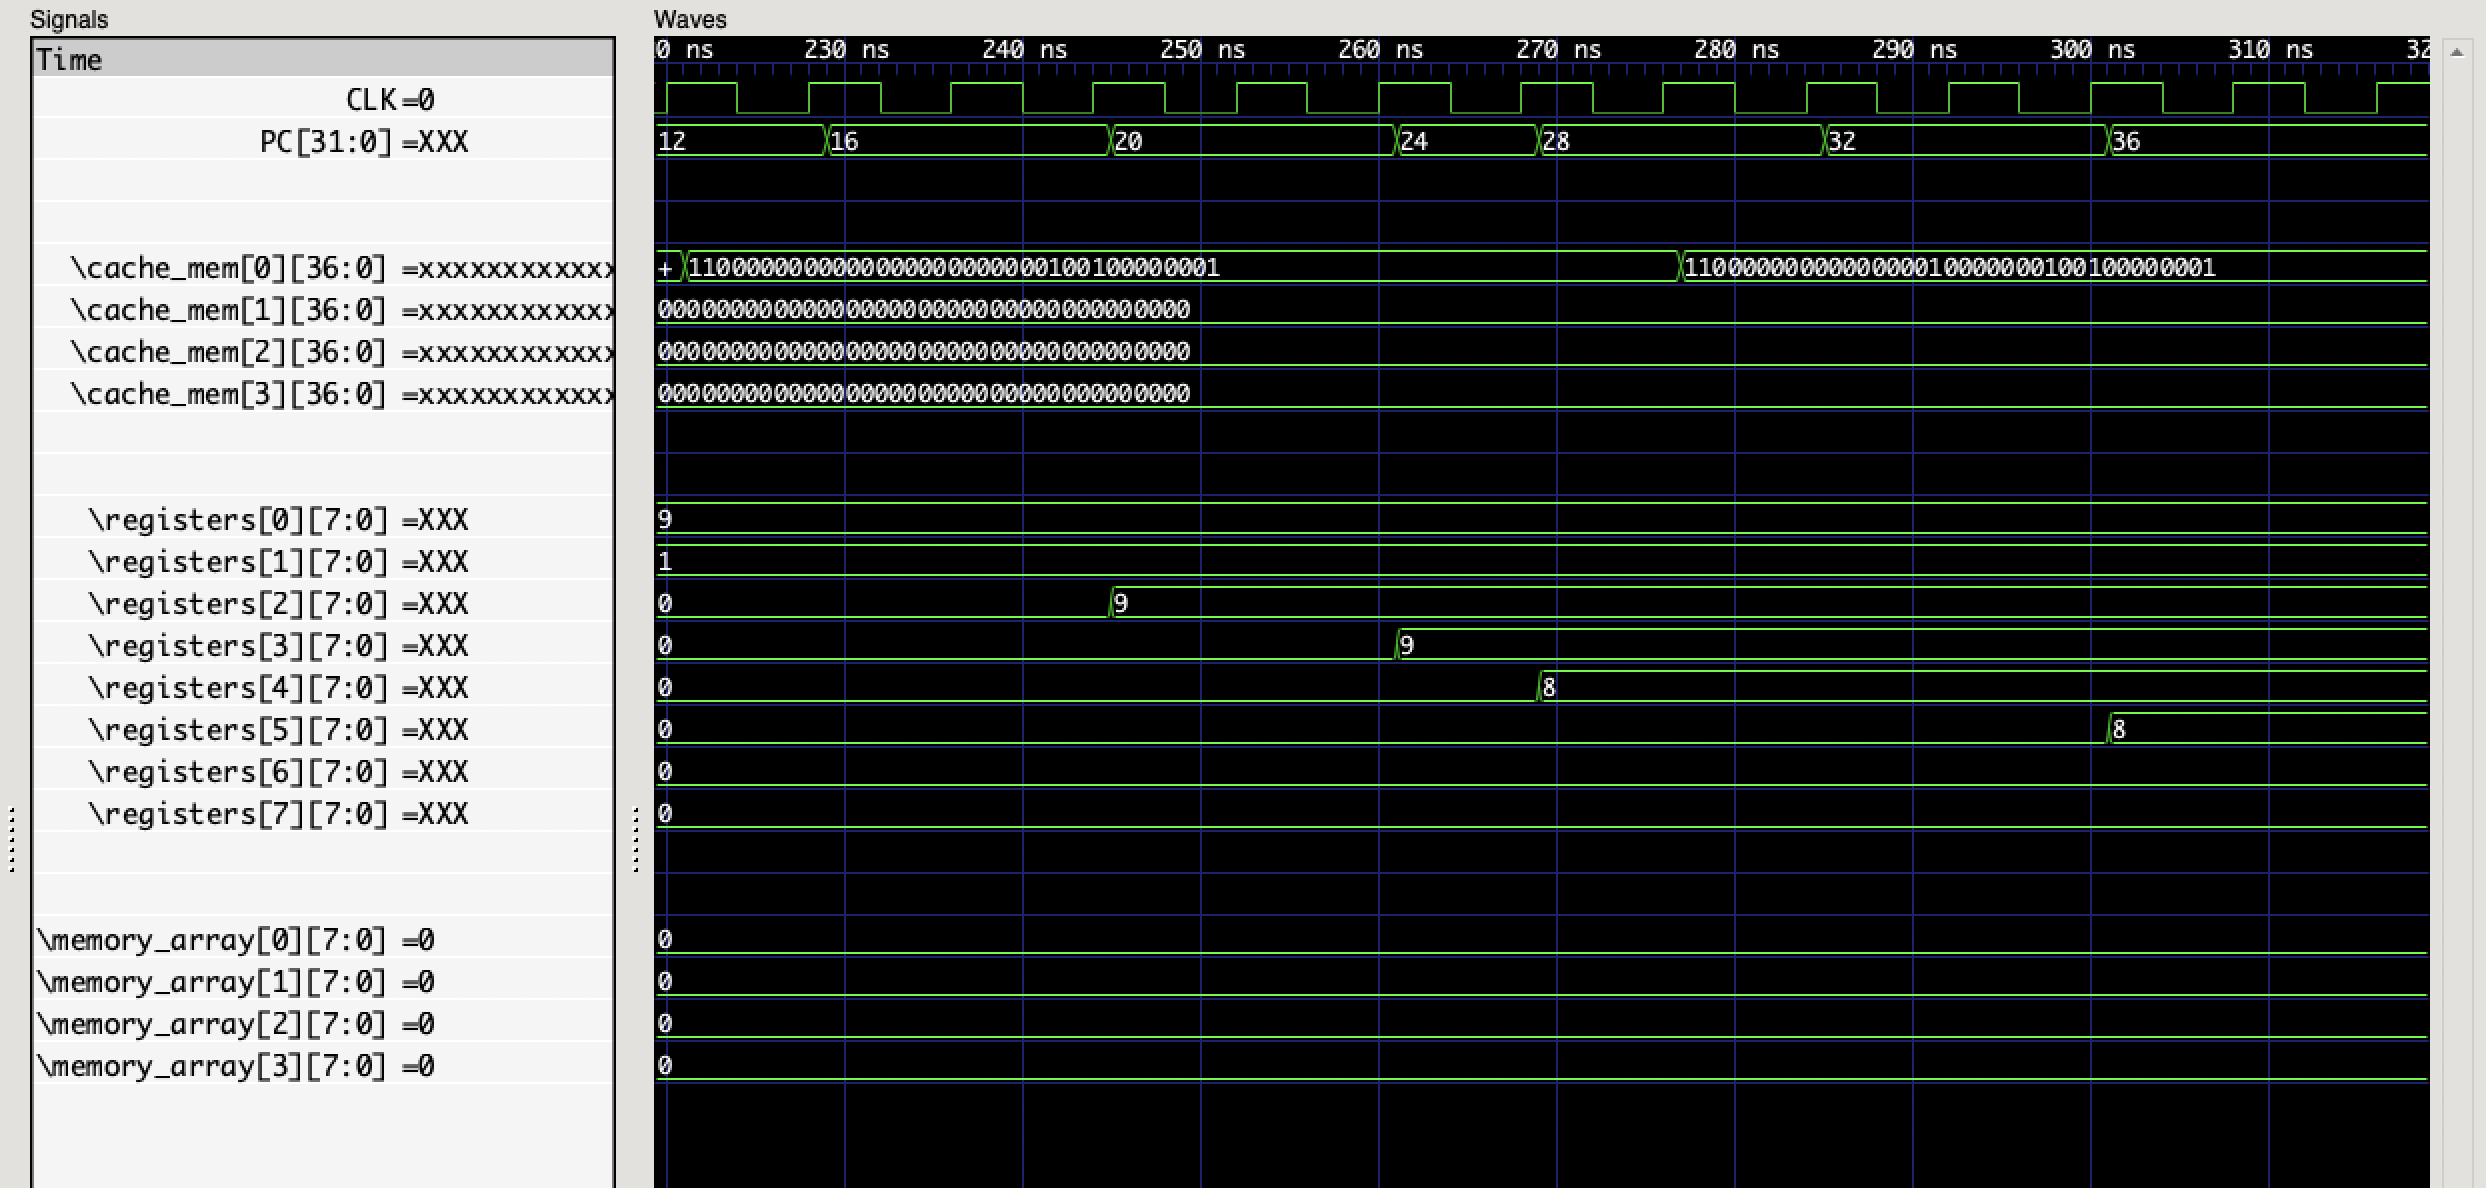 Signals
Waves
Time
0 ns 230 ns 240 ns 250 ns 260 ns 270 ns 280 ns 290 ns 300 ns 310 ns 32
CLK =0
PC[31:0] =XXX 12 16 20 24 28 32 36
\cache_mem[0][36:0] =xxxxxxxxxxxxx + 1100000000000000000000000100100000001 1100000000000000010000000100100000001
\cache_mem[1][36:0] =xxxxxxxxxxxxx 0000000000000000000000000000000000000
\cache_mem[2][36:0] =xxxxxxxxxxxxx 0000000000000000000000000000000000000
\cache_mem[3][36:0] =xxxxxxxxxxxxx 0000000000000000000000000000000000000
\registers[0][7:0] =XXX 9
\registers[1][7:0] =XXX 1
\registers[2][7:0] =XXX 0 9
\registers[3][7:0] =XXX 0 9
\registers[4][7:0] =XXX 0 8
\registers[5][7:0] =XXX 0 8
\registers[6][7:0] =XXX 0
\registers[7][7:0] =XXX 0
\memory_array[0][7:0] =0 0
\memory_array[1][7:0] =0 0
\memory_array[2][7:0] =0 0
\memory_array[3][7:0] =0 0